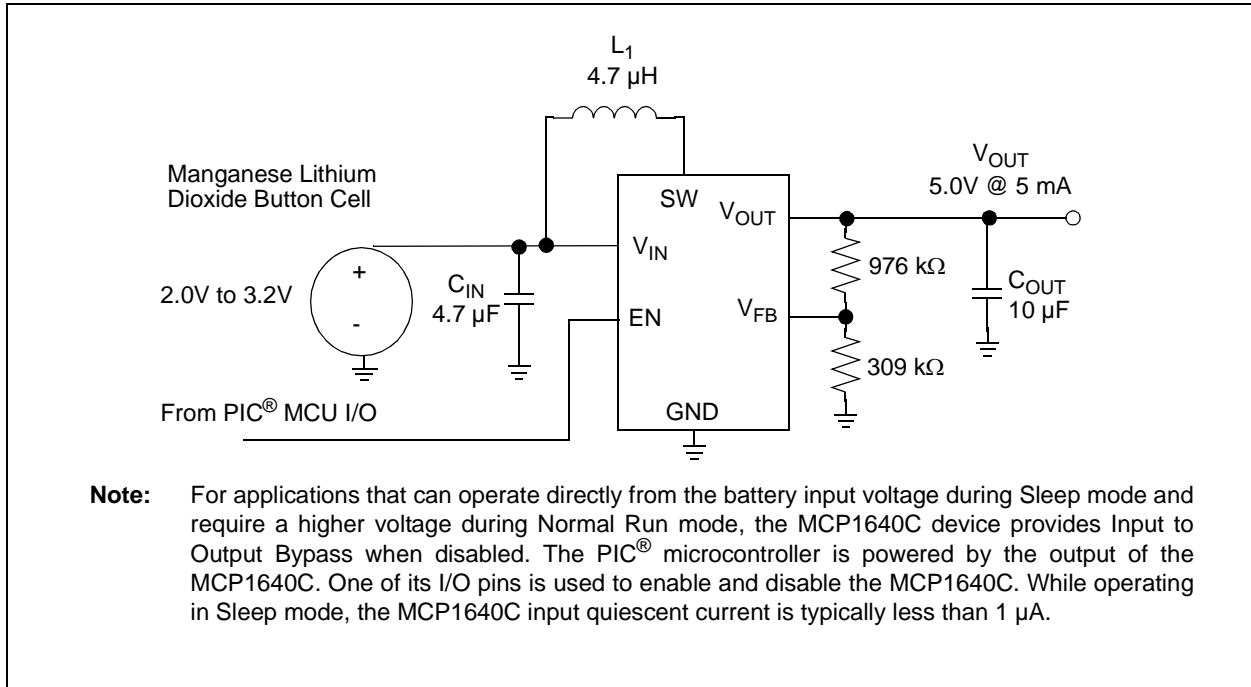 L1
4.7 µH
Manganese Lithium
Dioxide Button Cell
VOUT
5.0V @ 5 mA
SW
VOUT
VIN
+
-
2.0V to 3.2V
CIN
4.7 µF
976 kΩ
COUT
10 µF
VFB
EN
309 kΩ
From PIC® MCU I/O
GND
Note: For applications that can operate directly from the battery input voltage during Sleep mode and
require a higher voltage during Normal Run mode, the MCP1640C device provides Input to
Output Bypass when disabled. The PIC® microcontroller is powered by the output of the
MCP1640C. One of its I/O pins is used to enable and disable the MCP1640C. While operating
in Sleep mode, the MCP1640C input quiescent current is typically less than 1 µA.